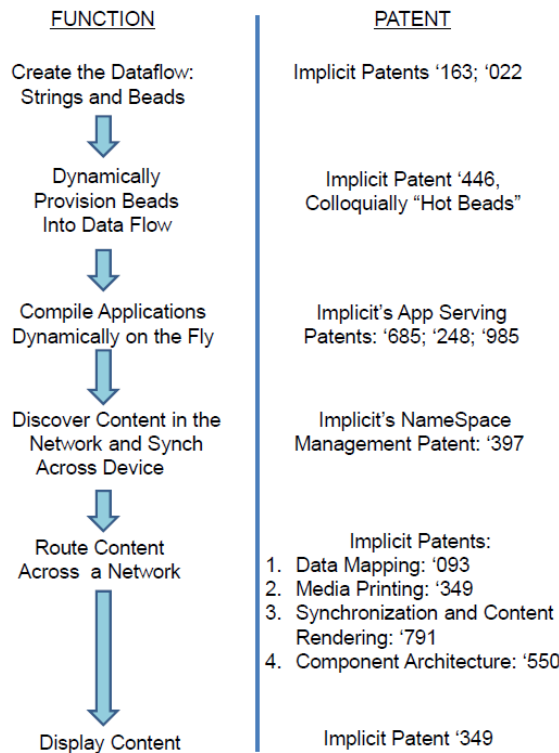 FUNCTION
PATENT
Create the Dataflow:
Strings and Beads
Implicit Patents ‘163; ‘022
Dynamically
Provision Beads
Into Data Flow
Implicit Patent ‘446,
Colloquially “Hot Beads”
Compile Applications
Dynamically on the Fly
Implicit’s App Serving
Patents: ‘685; ‘248; ‘985
Discover Content in the
Network and Synch
Across Device
Implicit’s NameSpace
Management Patent: ‘397
Route Content
Across a Network
Implicit Patents:
1. Data Mapping: ‘093
2. Media Printing: ‘349
3. Synchronization and Content
Rendering: ‘791
4. Component Architecture: ‘550
Display Content
Implicit Patent ‘349